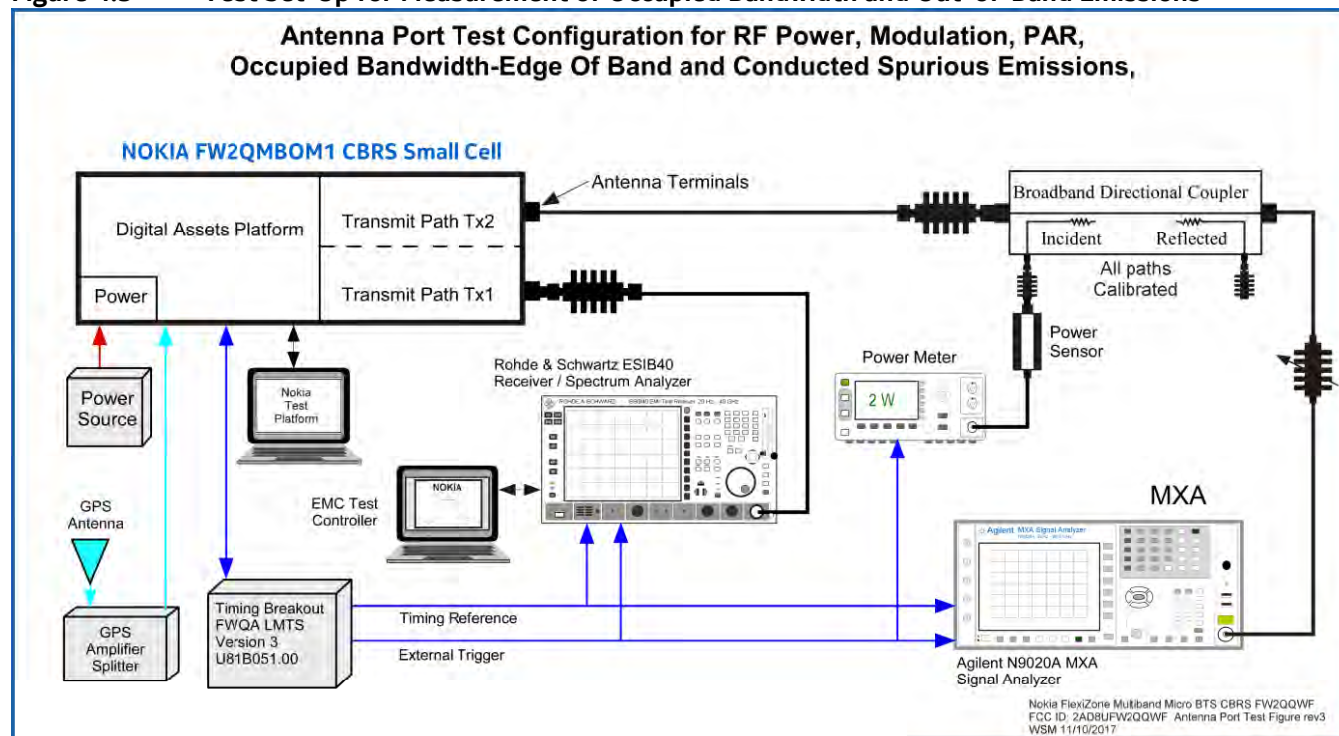 Antenna Port Test Configuration for RF Power, Modulation, PAR,
Occupied Bandwidth-Edge Of Band and Conducted Spurious Emissions,
NOKIA FW2QMBOM1 CBRS Small Cell
Digital Assets Platform
Power
Transmit Path Tx2
Transmit Path Tx1
Antenna Terminals
Broadband Directional Coupler
Incident
Reflected
All paths
Calibrated
Power
Sensor
Power Meter
2 W
Rohde & Schwartz ESIB40
Receiver / Spectrum Analyzer
Power
Source
Nokia
Test
Platform
NOKIA
EMC Test
Controller
GPS
Antenna
GPS
Amplifier
Splitter
Timing Breakout
FWQA LMTS
Version 3
U81B051.00
Timing Reference
External Trigger
MXA
Agilent MXA Signal Analyzer
Agilent N9020A MXA
Signal Analyzer
Nokia FlexiZone Multiband Micro BTS CBRS FW2QQWF
FCC ID: 2AD8UFW2QQWF Antenna Port Test Figure rev3
WSM 11/10/2017